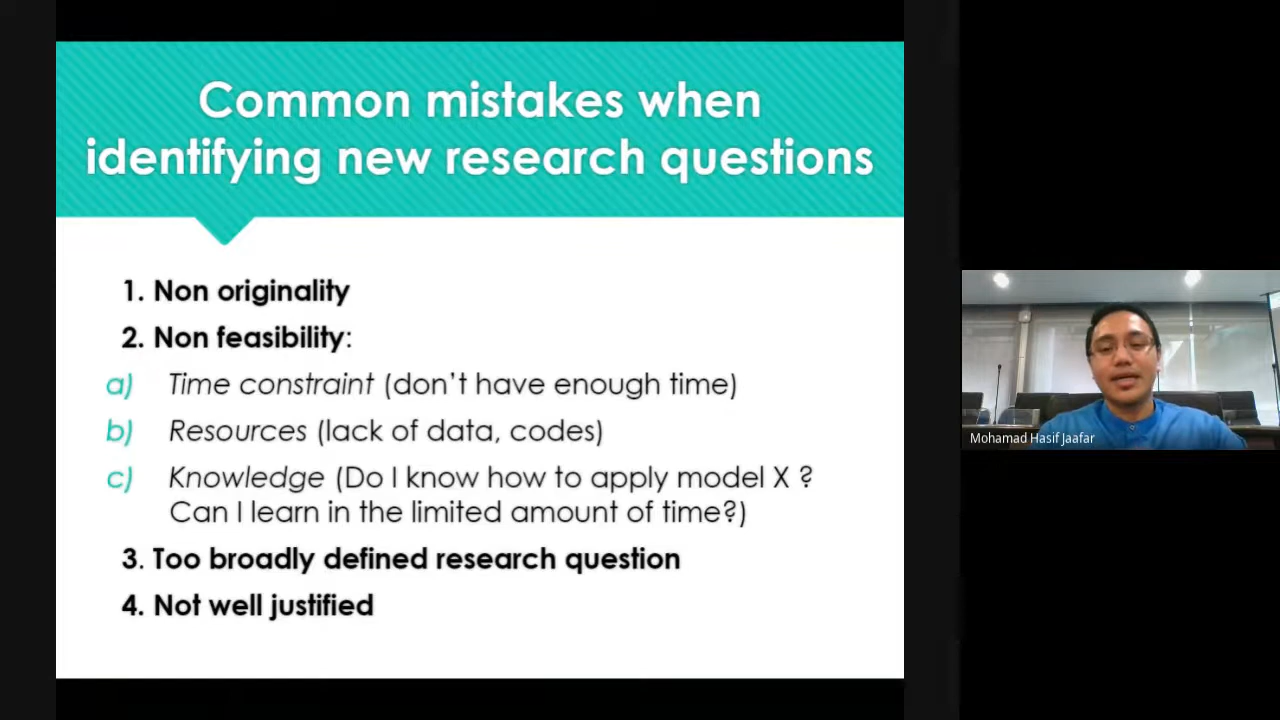 Common mistakes when
identifying new research questions
1. Non originality
2. Non feasibility:
a) Time constraint (don’t have enough time)
b) Resources (lack of data, codes)
c) Knowledge (Do I know how to apply model X ?
Can I learn in the limited amount of time?)
3. Too broadly defined research question
4. Not well justified
Mohamad Hasif Jaafar